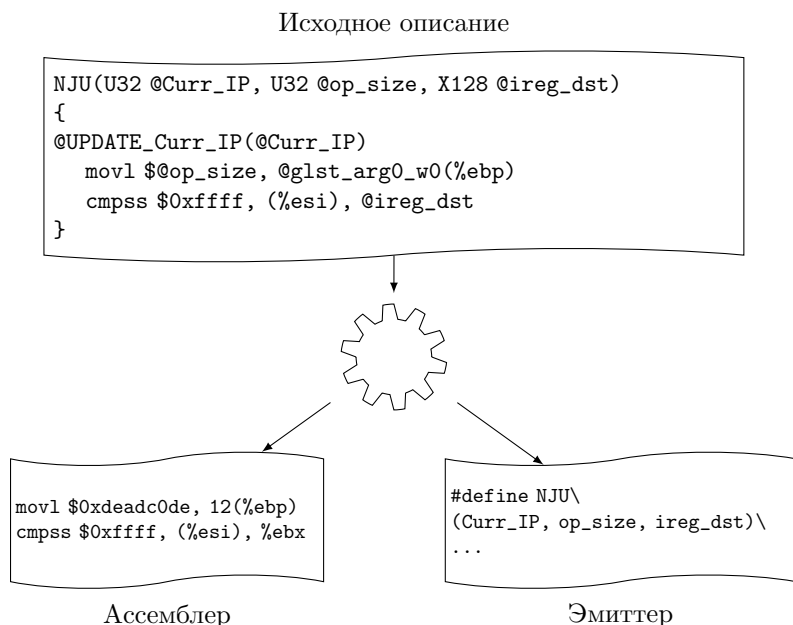 Исходное описание
NJU(U32 @Curr_IP, U32 @op_size, X128 @ireg_dst)
{
@UPDATE_Curr_IP(@Curr_IP)
movl $@op_size, @glst_arg0_w0(%ebp)
cmpss $0xffff, (%esi), @ireg_dst
}
movl $0xdeadc0de, 12(%ebp)
cmpss $0xffff, (%esi), %ebx
Ассемблер
#define NJU\
(Curr_IP, op_size, ireg_dst)\
...
Эмиттер